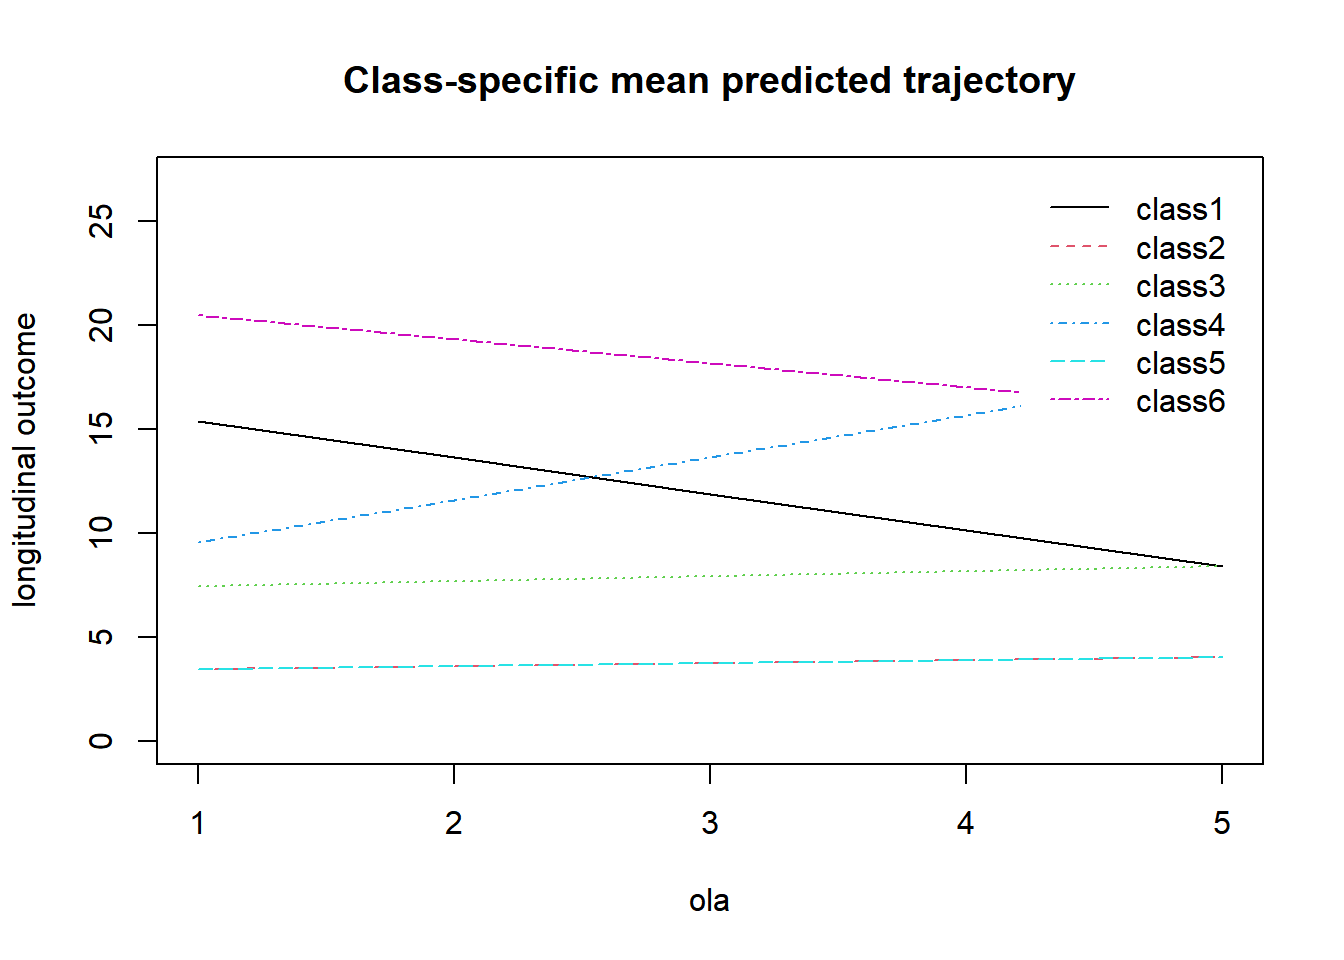 Class-specific mean predicted trajectory
longitudinal outcome
25
20
15
10
5
0
class1
class2
class3
class4
class5
class6
1 2 3 4 5
ola